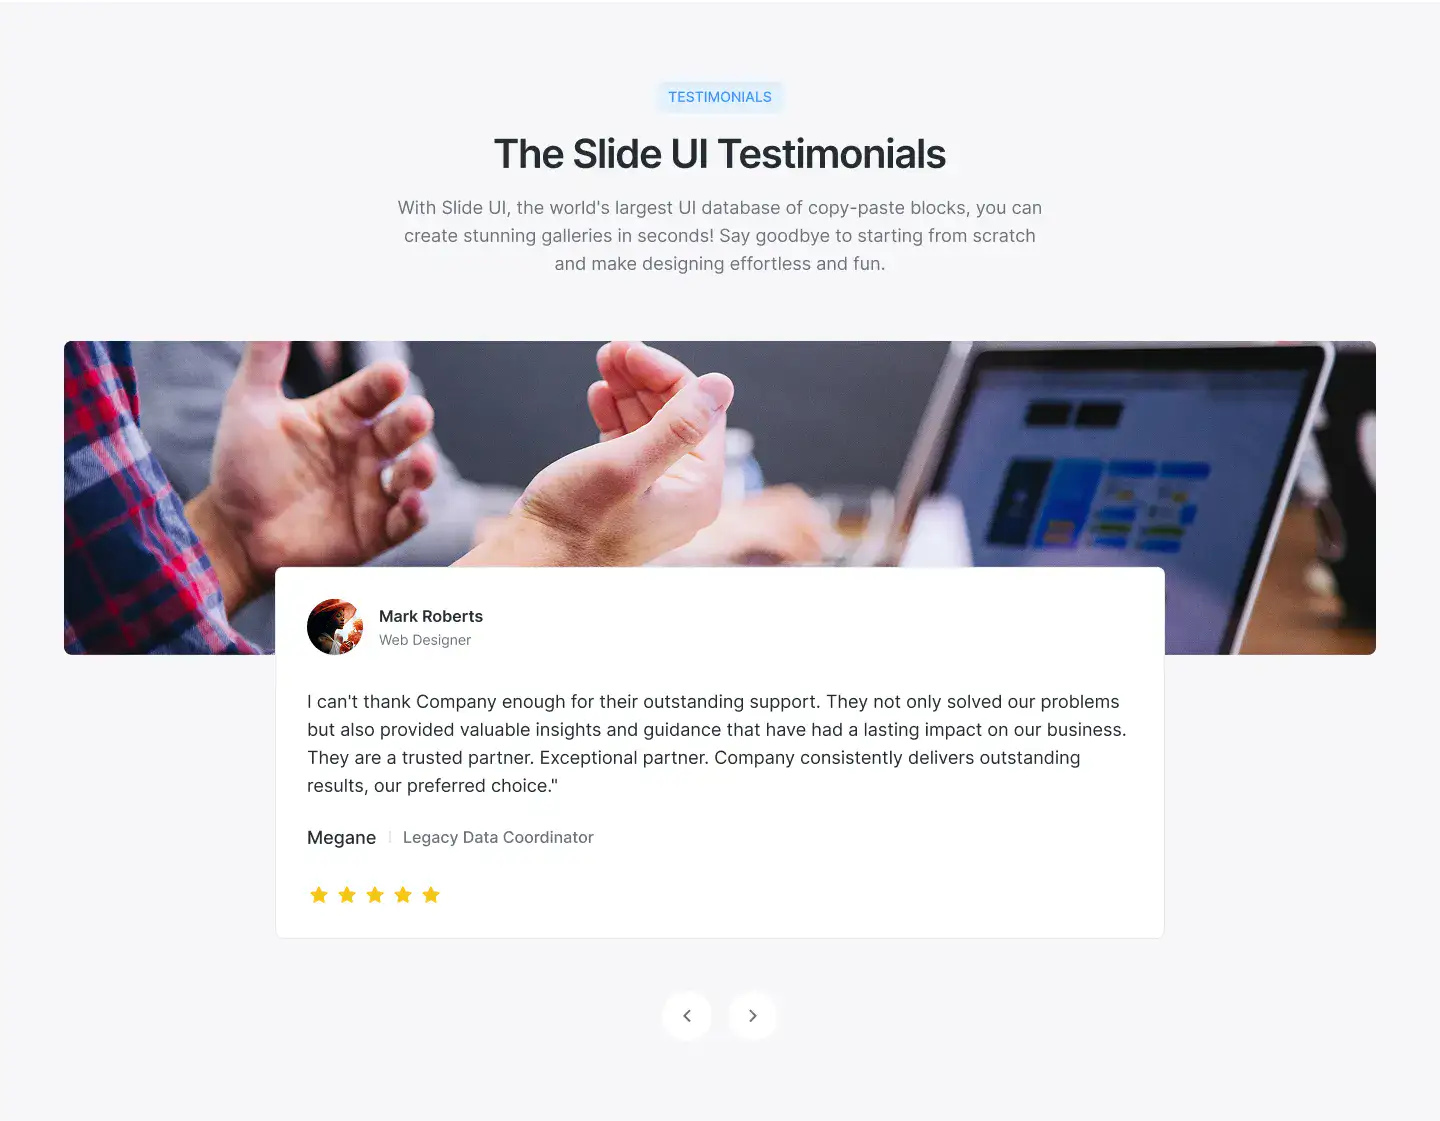 TESTIMONIALS
The Slide UI Testimonials
With Slide UI, the world's largest UI database of copy-paste blocks, you can
create stunning galleries in seconds! Say goodbye to starting from scratch
and make designing effortless and fun.
Mark Roberts
Web Designer
I can't thank Company enough for their outstanding support. They not only solved our problems
but also provided valuable insights and guidance that have had a lasting impact on our business.
They are a trusted partner. Exceptional partner. Company consistently delivers outstanding
results, our preferred choice."
Megane
Legacy Data Coordinator